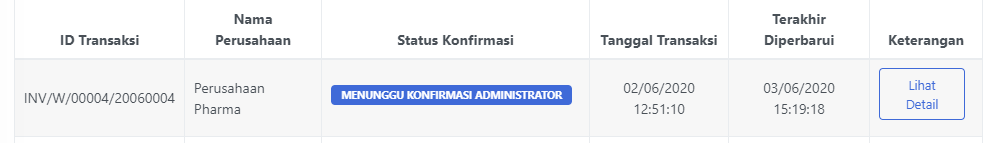 ID Transaksi
Nama
Perusahaan
Status Konfirmasi
Tanggal Transaksi
Terakhir
Diperbarui
Keterangan
INV/W/00004/20060004
Perusahaan
Pharma
MENUNGGU KONFIRMASI ADMINISTRATOR
02/06/2020
12:51:10
03/06/2020
15:19:18
Lihat
Detail